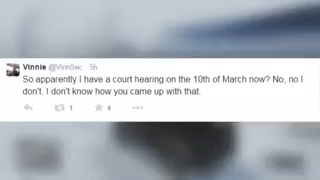 Vinnie @VinnSec 5h
So apparently I have a court hearing on the 10th of March now? No, no I
don't. I don't know how you came up with that.
1 4